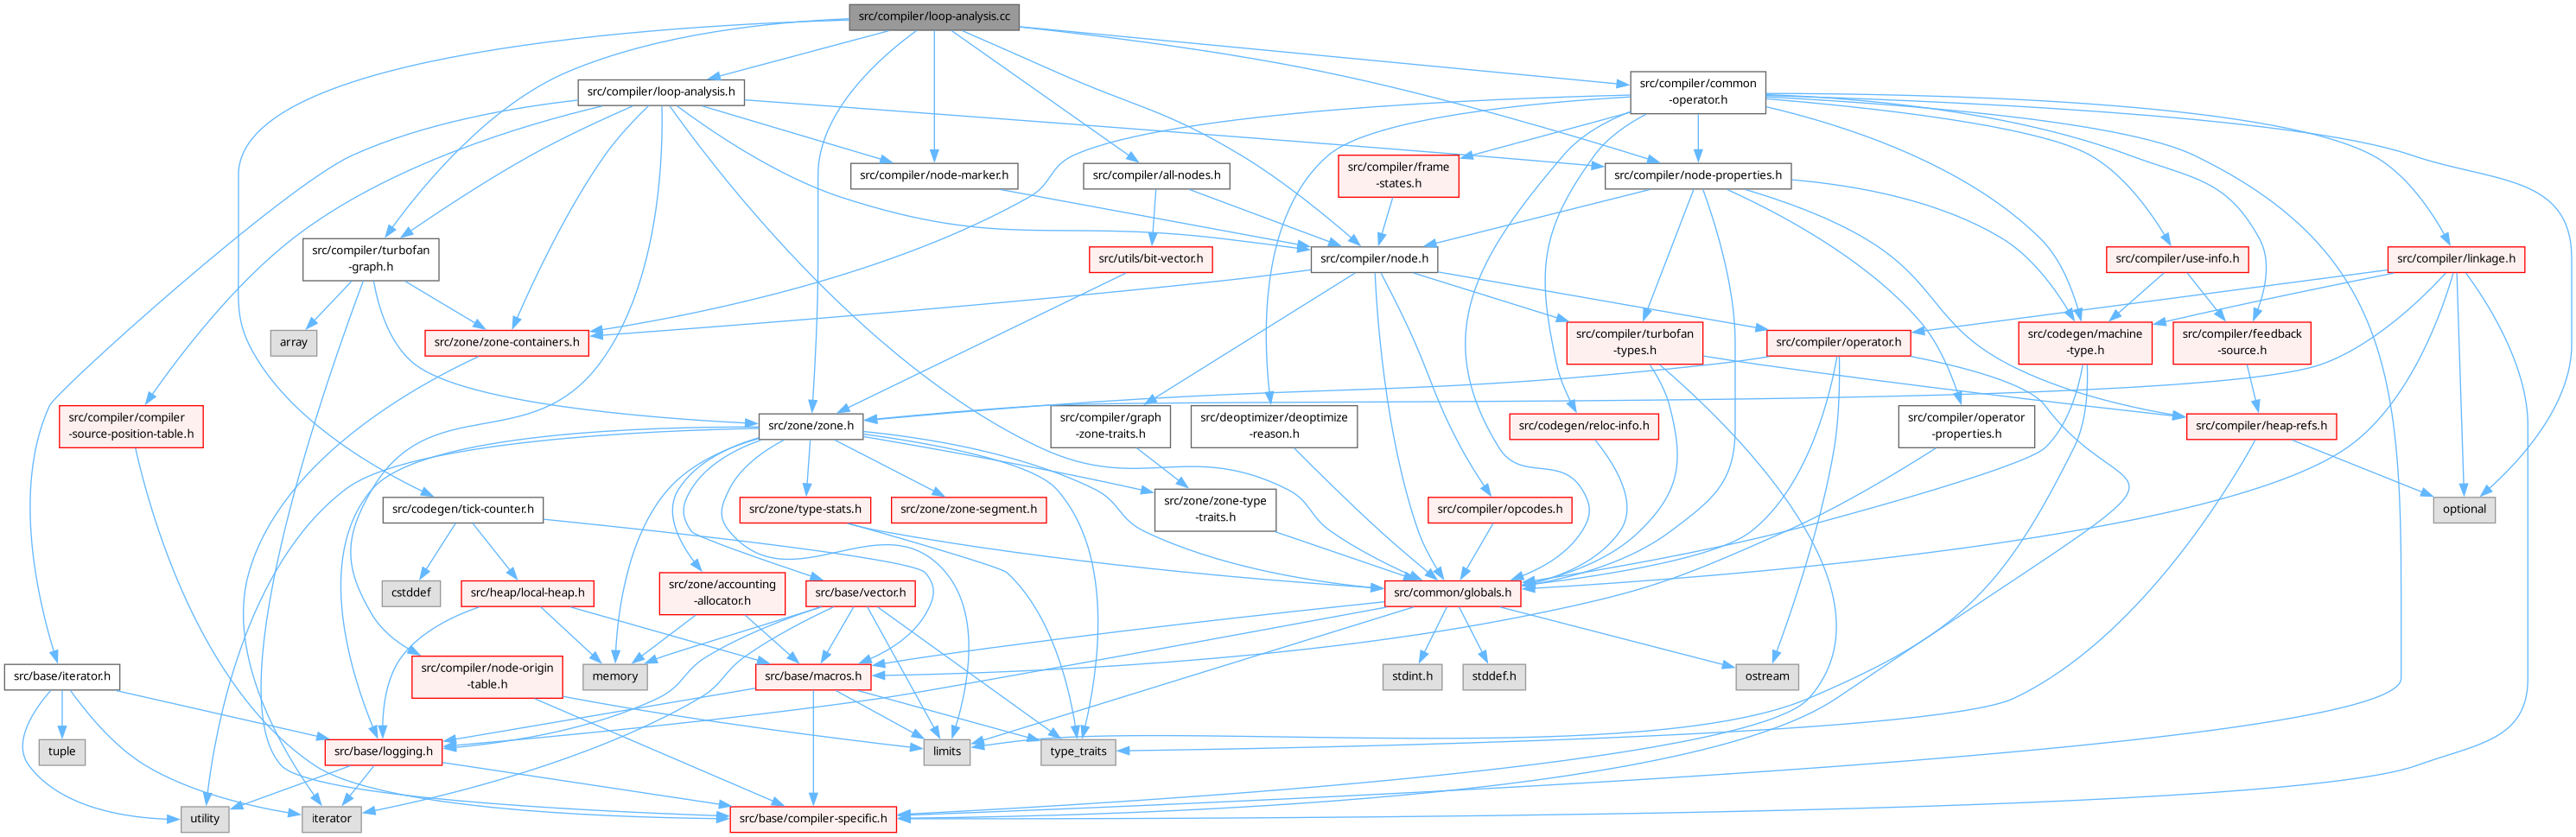 src/compiler/loop-analysis.cc
src/compiler/loop-analysis.h
src/compiler/common
-operator.h
src/compiler/node-marker.h
src/compiler/all-nodes.h
src/compiler/frame
-states.h
src/compiler/node-properties.h
src/compiler/turbofan
-graph.h
src/utils/bit-vector.h
src/compiler/node.h
src/compiler/use-info.h
src/compiler/linkage.h
array
src/zone/zone-containers.h
src/compiler/turbofan
-types.h
src/compiler/operator.h
src/codegen/machine
-type.h
src/compiler/feedback
-source.h
src/compiler/compiler
-source-position-table.h
src/zone/zone.h
src/compiler/graph
-zone-traits.h
src/deoptimizer/deoptimize
-reason.h
src/codegen/reloc-info.h
src/compiler/operator
-properties.h
src/compiler/heap-refs.h
src/codegen/tick-counter.h
src/zone/type-stats.h
src/zone/zone-segment.h
src/zone/zone-type
-traits.h
src/compiler/opcodes.h
optional
cstddef
src/heap/local-heap.h
src/zone/accounting
-allocator.h
src/base/vector.h
src/common/globals.h
src/base/iterator.h
src/compiler/node-origin
-table.h
memory
src/base/macros.h
stdint.h
stddef.h
ostream
tuple
src/base/logging.h
limits
type_traits
utility
iterator
src/base/compiler-specific.h